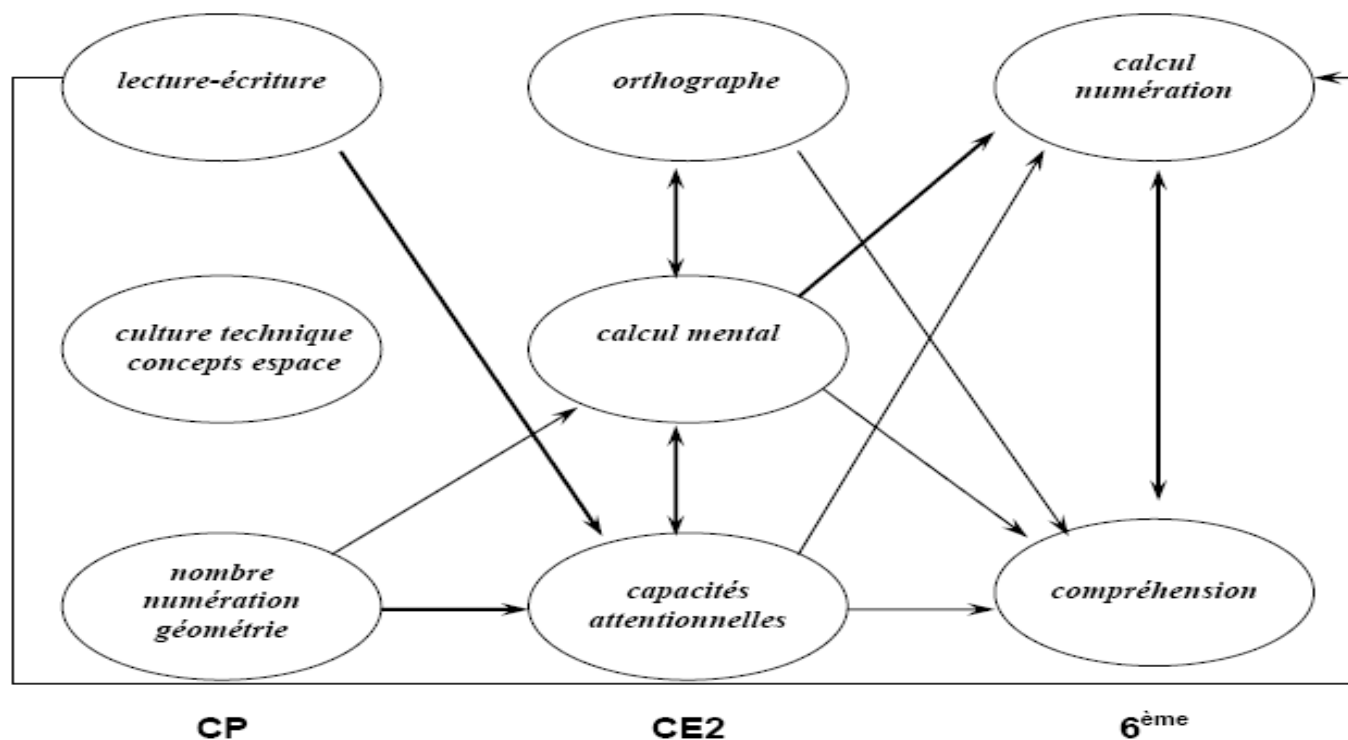 lecture-écriture
orthographe
calcul
numération
culture technique
concepts espace
calcul mental
nombre
numération
géométrie
capacités
attentionnelles
compréhension
CP
CE2
6ème